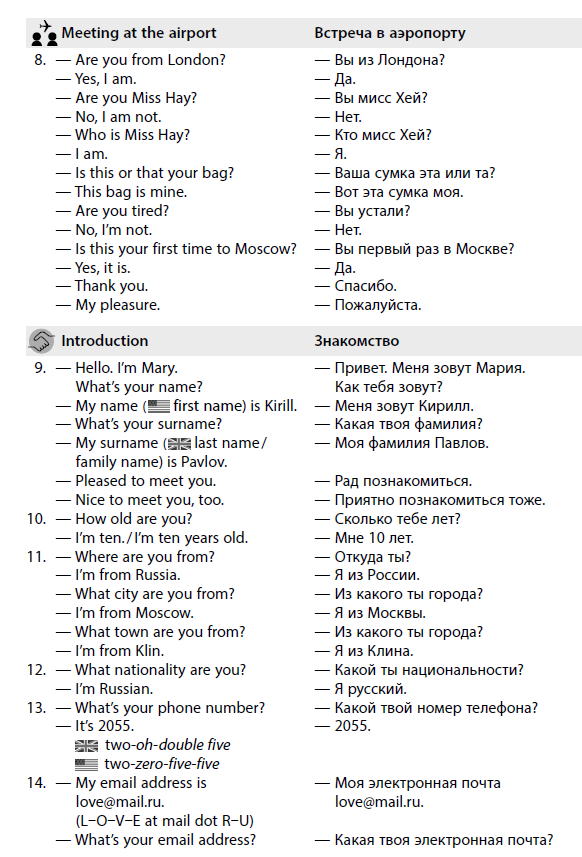 Meeting at the airport Встреча в аэропорту
8. — Are you from London? — Вы из Лондона?
— Yes, I am. — Да.
— Are you Miss Hay? — Вы мисс Хей?
— No, I am not. — Нет.
— Who is Miss Hay? — Кто мисс Хей?
— I am. — Я.
— Is this or that your bag? — Ваша сумка эта или та?
— This bag is mine. — Вот эта сумка моя.
— Are you tired? — Вы устали?
— No, I’m not. — Нет.
— Is this your first time to Moscow? — Вы первый раз в Москве?
— Yes, it is. — Да.
— Thank you. — Спасибо.
— My pleasure. — Пожалуйста.
Introduction Знакомство
9. — Hello. I’m Mary. — Привет. Меня зовут Мария.
What’s your name? Как тебя зовут?
— My name ( first name) is Kirill. — Меня зовут Кирилл.
— What’s your surname? — Какая твоя фамилия?
— My surname ( last name/ — Моя фамилия Павлов.
family name) is Pavlov.
— Pleased to meet you. — Рад познакомиться.
— Nice to meet you, too. — Приятно познакомиться тоже.
10. — How old are you? — Сколько тебе лет?
— I’m ten./I’m ten years old. — Мне 10 лет.
11. — Where are you from? — Откуда ты?
— I’m from Russia. — Я из России.
— What city are you from? — Из какого ты города?
— I’m from Moscow. — Я из Москвы.
— What town are you from? — Из какого ты города?
— I’m from Klin. — Я из Клина.
12. — What nationality are you? — Какой ты национальности?
— I’m Russian. — Я русский.
13. — What’s your phone number? — Какой твой номер телефона?
— It’s 2055. — 2055.
two-oh-double five
two-zero-five-five
14. — My email address is — Моя электронная почта
love@mail.ru. love@mail.ru.
(L–O–V–E at mail dot R–U)
— What’s your email address? — Какая твоя электронная почта?